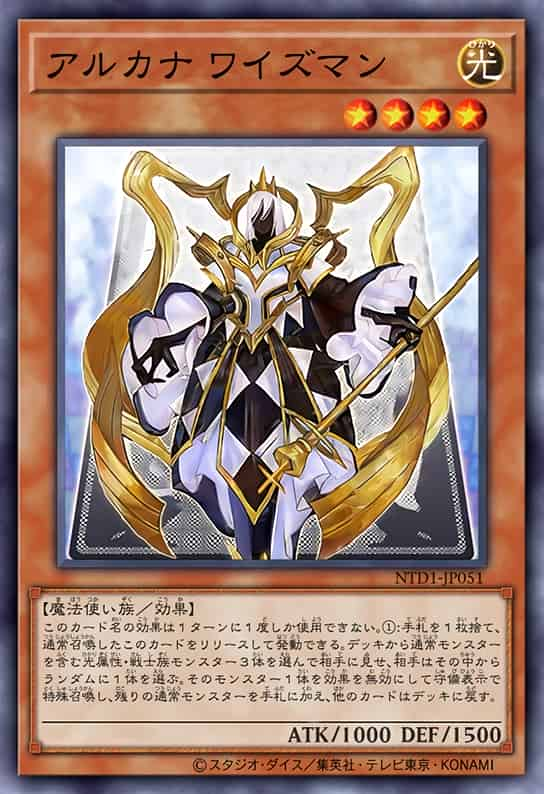 アルカナ ワイズマン
光
NTD1-JP051
【魔法使い族／効果】
このカード名の効果は1ターンに1度しか使用できない。①：手札を1枚捨て、
通常召喚したこのカードをリリースして発動できる。デッキから通常モンスター
を含む光属性・戦士族モンスター3体を選んで相手に見せ、相手はその中から
ランダムに1体を選ぶ。そのモンスター1体を効果を無効にして守備表示で
特殊召喚し、残りの通常モンスターを手札に加え、他のカードはデッキに戻す。
ATK/1000 DEF/1500
©スタジオ・ダイス／集英社・テレビ東京・KONAMI